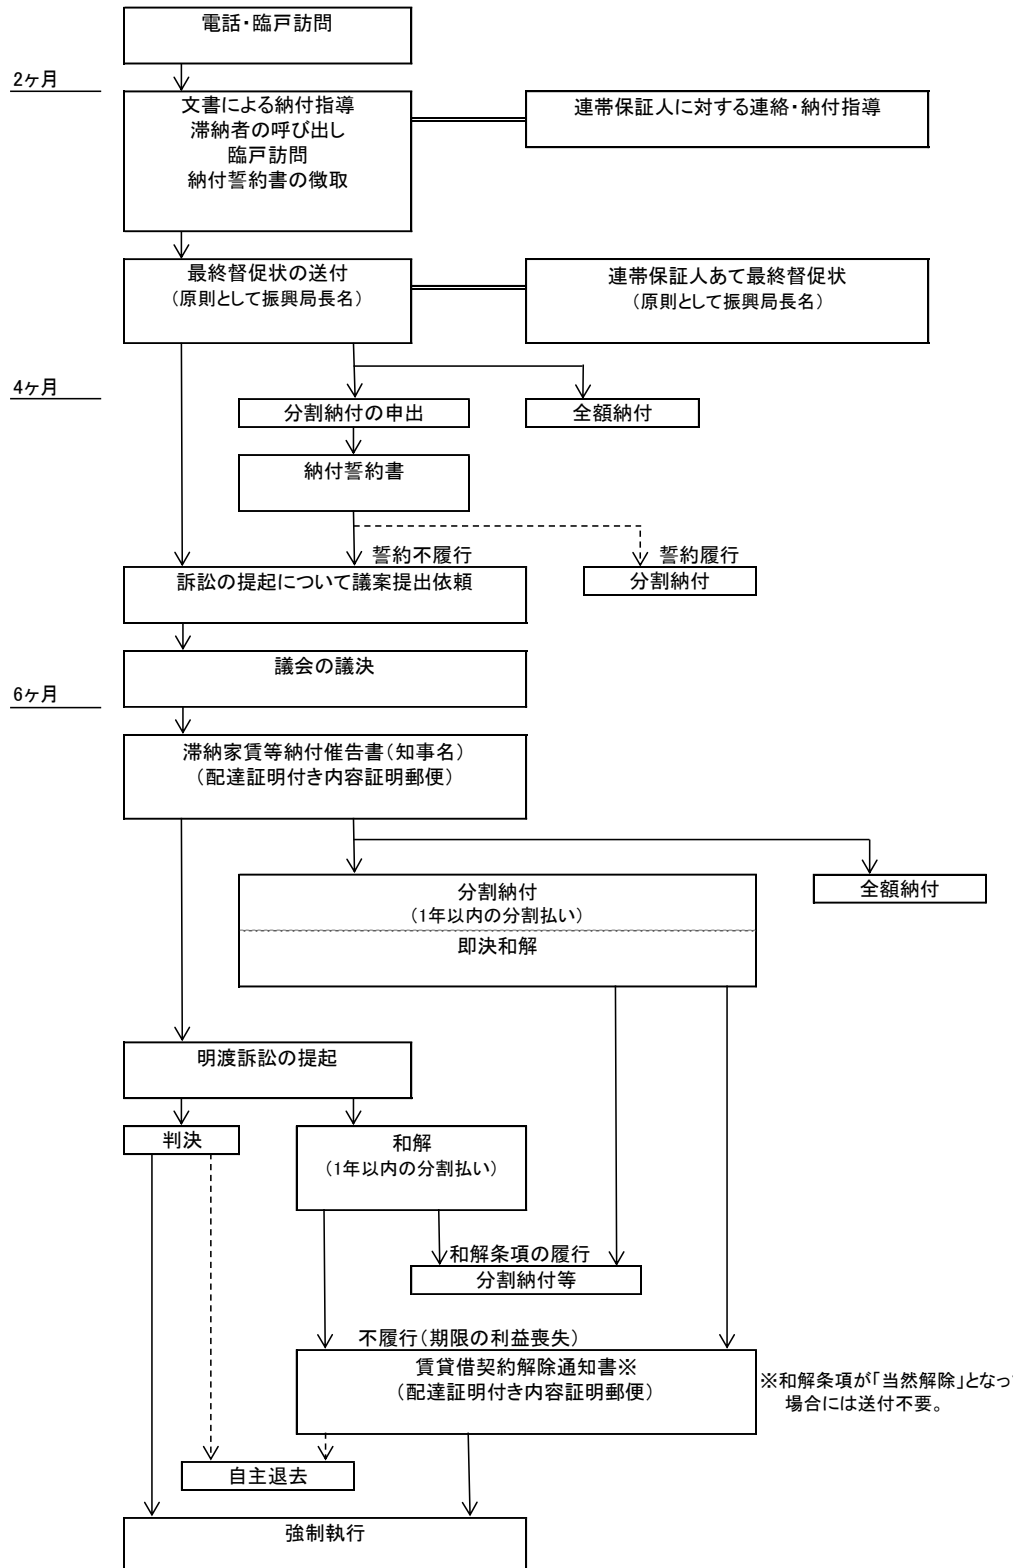 電話・臨戸訪問
2ヶ月
文書による納付指導
滞納者の呼び出し
臨戸訪問
納付誓約書の徴取
連帯保証人に対する連絡・納付指導
最終督促状の送付
(原則として振興局長名)
連帯保証人あて最終督促状
(原則として振興局長名)
4ヶ月
分割納付の申出
全額納付
納付誓約書
誓約不履行
誓約履行
訴訟の提起について議案提出依頼
分割納付
議会の議決
6ヶ月
滞納家賃等納付催告書(知事名)
(配達証明付き内容証明郵便)
分割納付
(1年以内の分割払い)
全額納付
即決和解
明渡訴訟の提起
判決
和解
(1年以内の分割払い)
和解条項の履行
分割納付等
不履行(期限の利益喪失)
賃貸借契約解除通知書※
(配達証明付き内容証明郵便)
※和解条項が「当然解除」となっ
場合には送付不要。
自主退去
強制執行